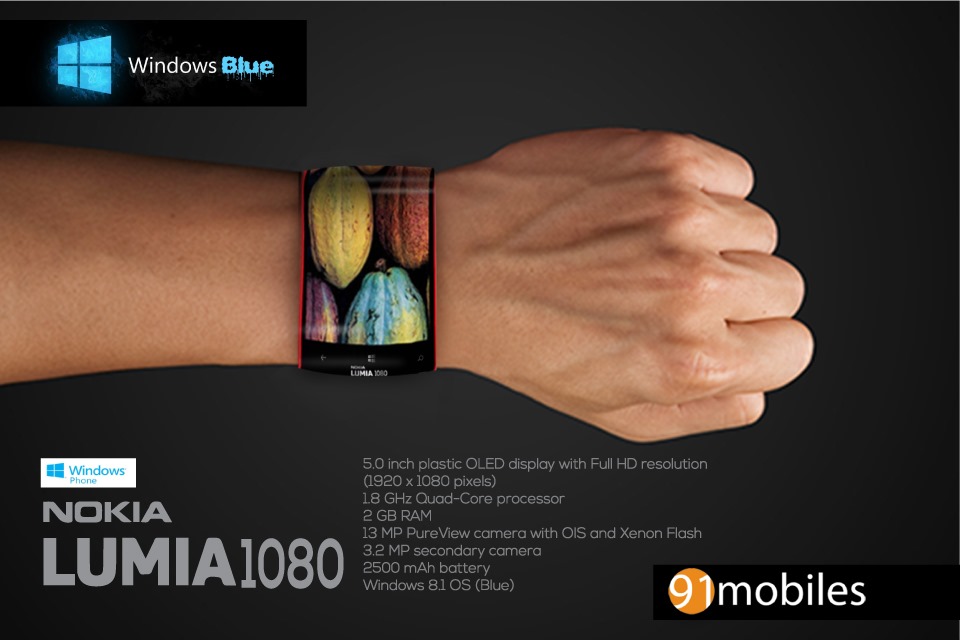 Windows Blue
NOKIA
LUMIA 1080
Windows
Phone
NOKIA
LUMIA 1080
5.0 inch plastic OLED display with Full HD resolution
(1920 x 1080 pixels)
1.8 GHz Quad-Core processor
2 GB RAM
13 MP PureView camera with OIS and Xenon Flash
3.2 MP secondary camera
2500 mAh battery
Windows 8.1 OS (Blue)
91mobiles